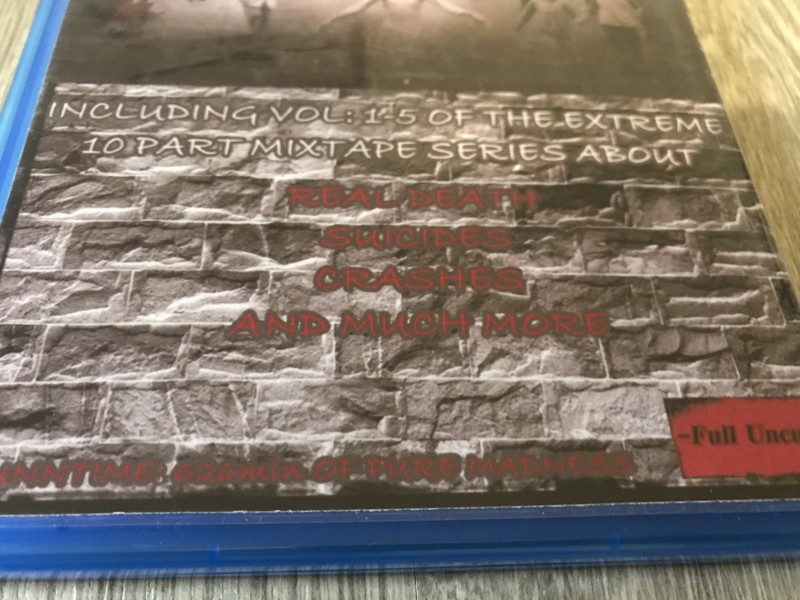 INCLUDING VOL: 1-5 OF THE EXTREME
10 PART MIXTAPE SERIES ABOUT
REAL DEATH
SUICIDES
CRASHES
AND MUCH MORE
-Full Uncu
UNNTIME: 626min OF PURE MADNESS